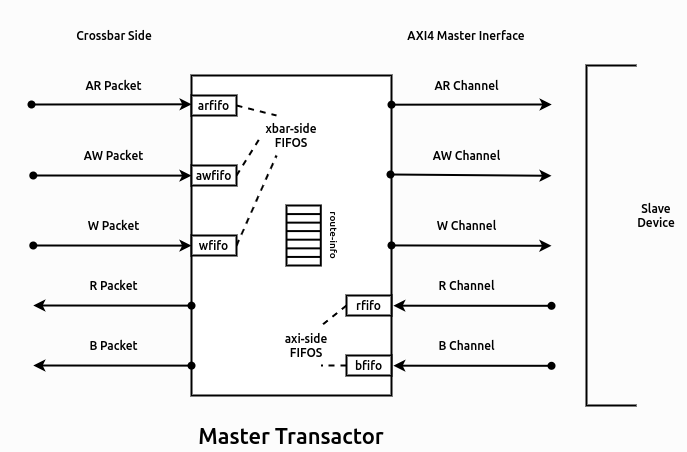 Crossbar Side
AXI4 Master Inerface
AR Packet
AR Channel
arfifo
xbar-side
FIFOS
AW Packet
AW Channel
awfifo
W Packet
W Channel
wfifo
route-info
Slave
Device
R Packet
R Channel
rfifo
axi-side
FIFOS
B Packet
B Channel
bfifo
Master Transactor